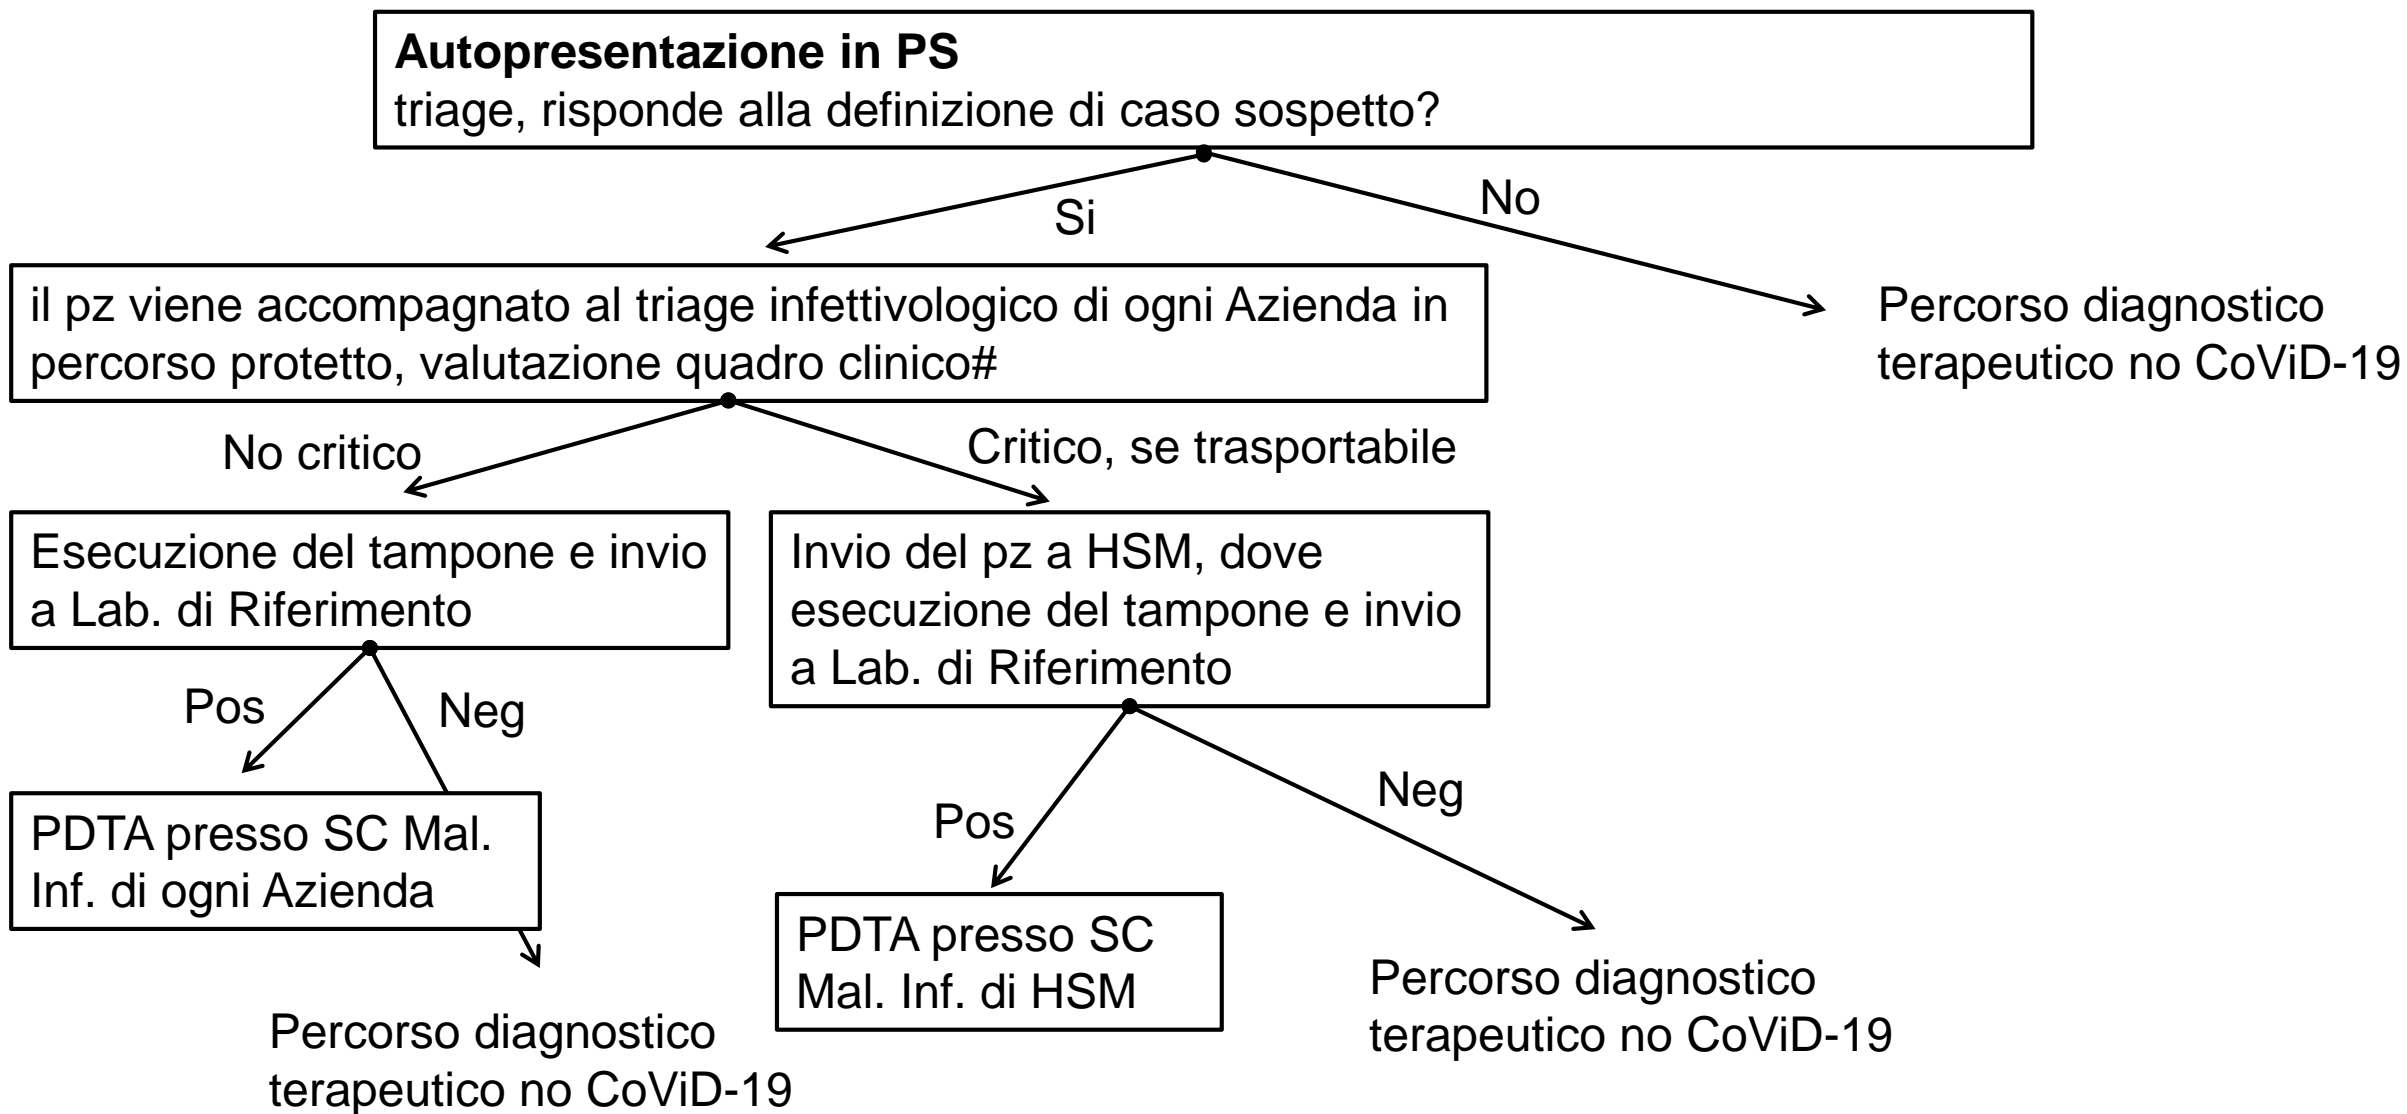 Autopresentazione in PS
triage, risponde alla definizione di caso sospetto?
Si
No
il pz viene accompagnato al triage infettivologico di ogni Azienda in
percorso protetto, valutazione quadro clinico#
Percorso diagnostico
terapeutico no CoViD-19
No critico
Critico, se trasportabile
Esecuzione del tampone e invio
a Lab. di Riferimento
Invio del pz a HSM, dove
esecuzione del tampone e invio
a Lab. di Riferimento
Pos
Neg
PDTA presso SC Mal.
Inf. di ogni Azienda
Percorso diagnostico
terapeutico no CoViD-19
Pos
Neg
PDTA presso SC
Mal. Inf. di HSM
Percorso diagnostico
terapeutico no CoViD-19